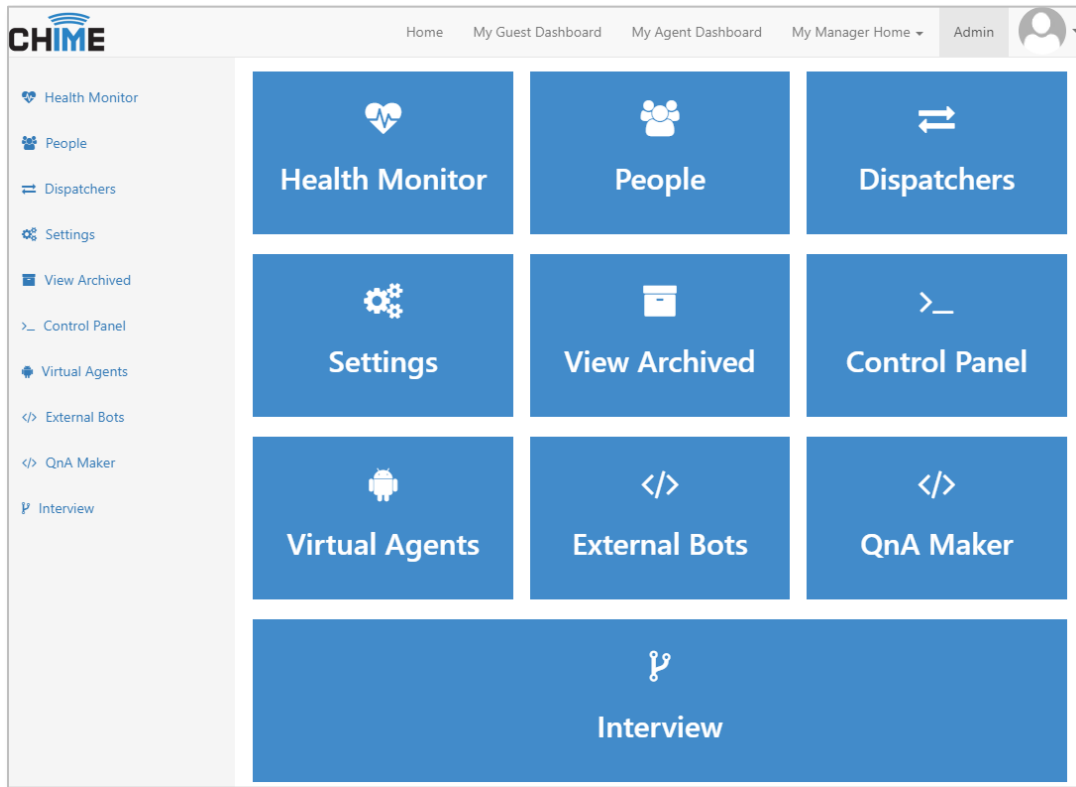 CHIME
Home My Guest Dashboard My Agent Dashboard My Manager Home Admin
Health Monitor
People
Dispatchers
Settings
View Archived
Control Panel
Virtual Agents
External Bots
QnA Maker
Interview
Health Monitor
People
Dispatchers
Settings
View Archived
Control Panel
Virtual Agents
External Bots
QnA Maker
Interview